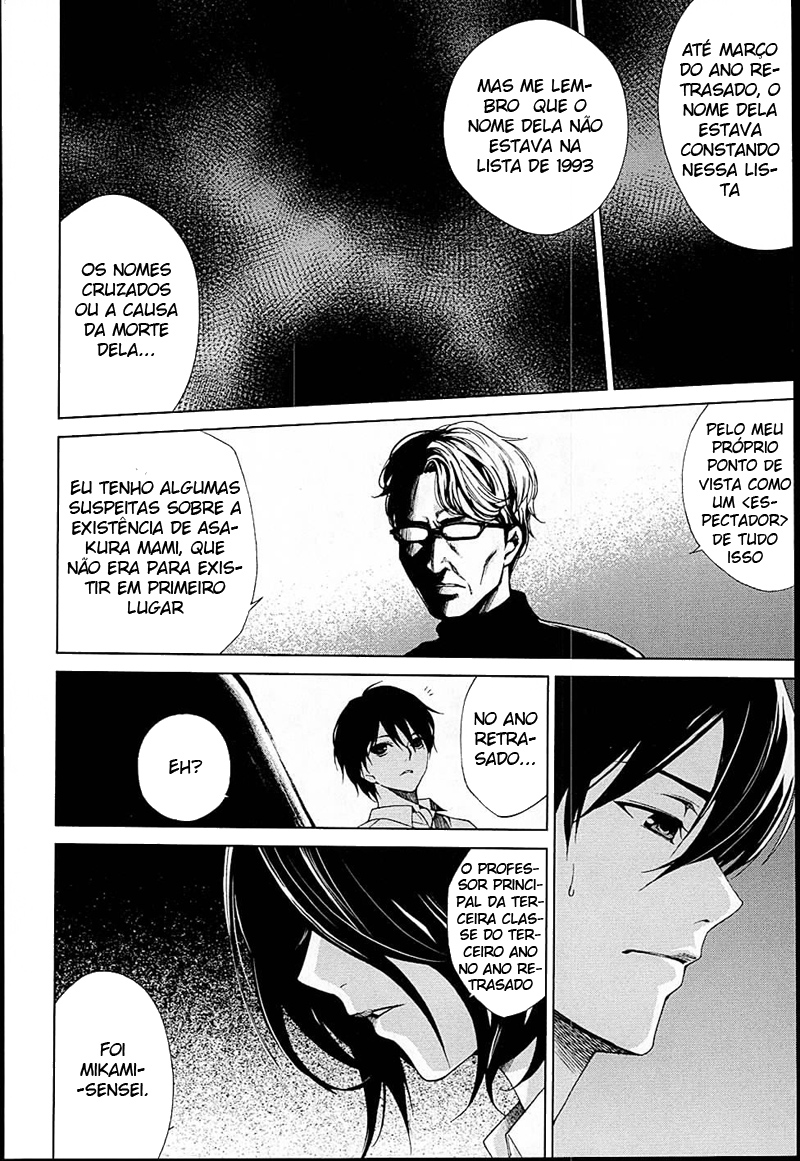 ATÉ MARÇO
DO ANO RE-
TRASADO, O
NOME DELA
ESTAVA
CONSTANDO
NESSA LIS-
TA
MAS ME LEM-
BRO QUE O
NOME DELA NÃO
ESTAVA NA
LISTA DE 1993
OS NOMES
CRUZADOS
OU A CAUSA
DA MORTE
DELA...
PELO MEU
PRÓPRIO
PONTO DE
VISTA COMO
UM <ES-
PECTADOR>
DE TUDO
ISSO
EU TENHO ALGUMAS
SUSPEITAS SOBRE A
EXISTÊNCIA DE ASA-
KURA MAMI, QUE
NÃO ERA PARA EXIS-
TIR EM PRIMEIRO
LUGAR
NO ANO
RETRA-
SADO...
EH?
O PROFES-
SOR PRINCI-
PAL DA TER-
CEIRA CLAS-
SE DO TER-
CEIRO ANO
NO ANO RE-
TRASADO
FOI
MIKAMI-
-SENSEI.